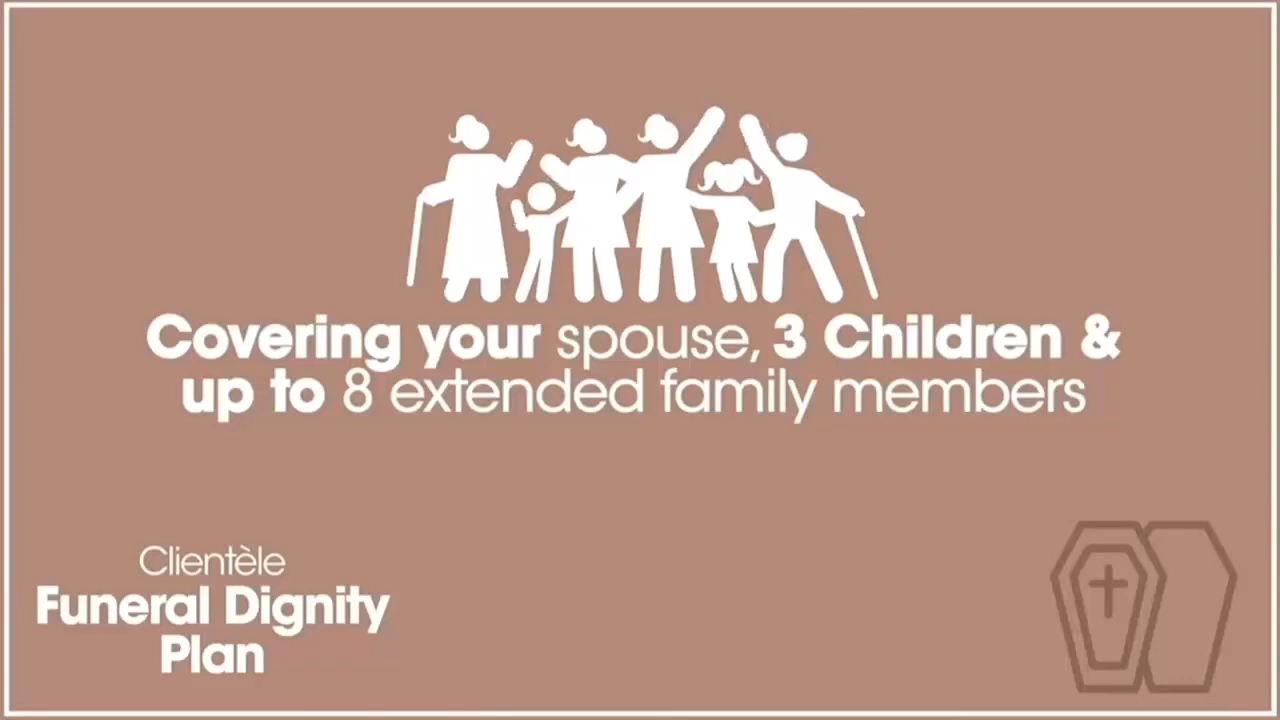 Covering your spouse, 3 Children &
up to 8 extended family members
Clientèle
Funeral Dignity
Plan